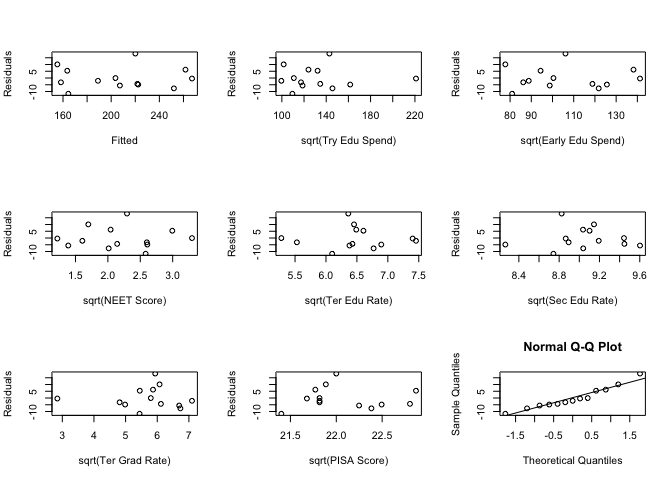 Residuals
5
-10
160 200 240
Fitted
Residuals
5
-10
100 140 180 220
sqrt(Try Edu Spend)
Residuals
5
-10
80 90 110 130
sqrt(Early Edu Spend)
Residuals
5
-10
1.5 2.0 2.5 3.0
sqrt(NEET Score)
Residuals
5
-10
5.5 6.0 6.5 7.0 7.5
sqrt(Ter Edu Rate)
Residuals
5
-10
8.4 8.8 9.2 9.6
sqrt(Sec Edu Rate)
Residuals
5
-10
3 4 5 6 7
sqrt(Ter Grad Rate)
Residuals
5
-10
21.5 22.0 22.5
sqrt(PISA Score)
Normal Q-Q Plot
Sample Quantiles
5
-10
-1.5 -0.5 0.5 1.5
Theoretical Quantiles